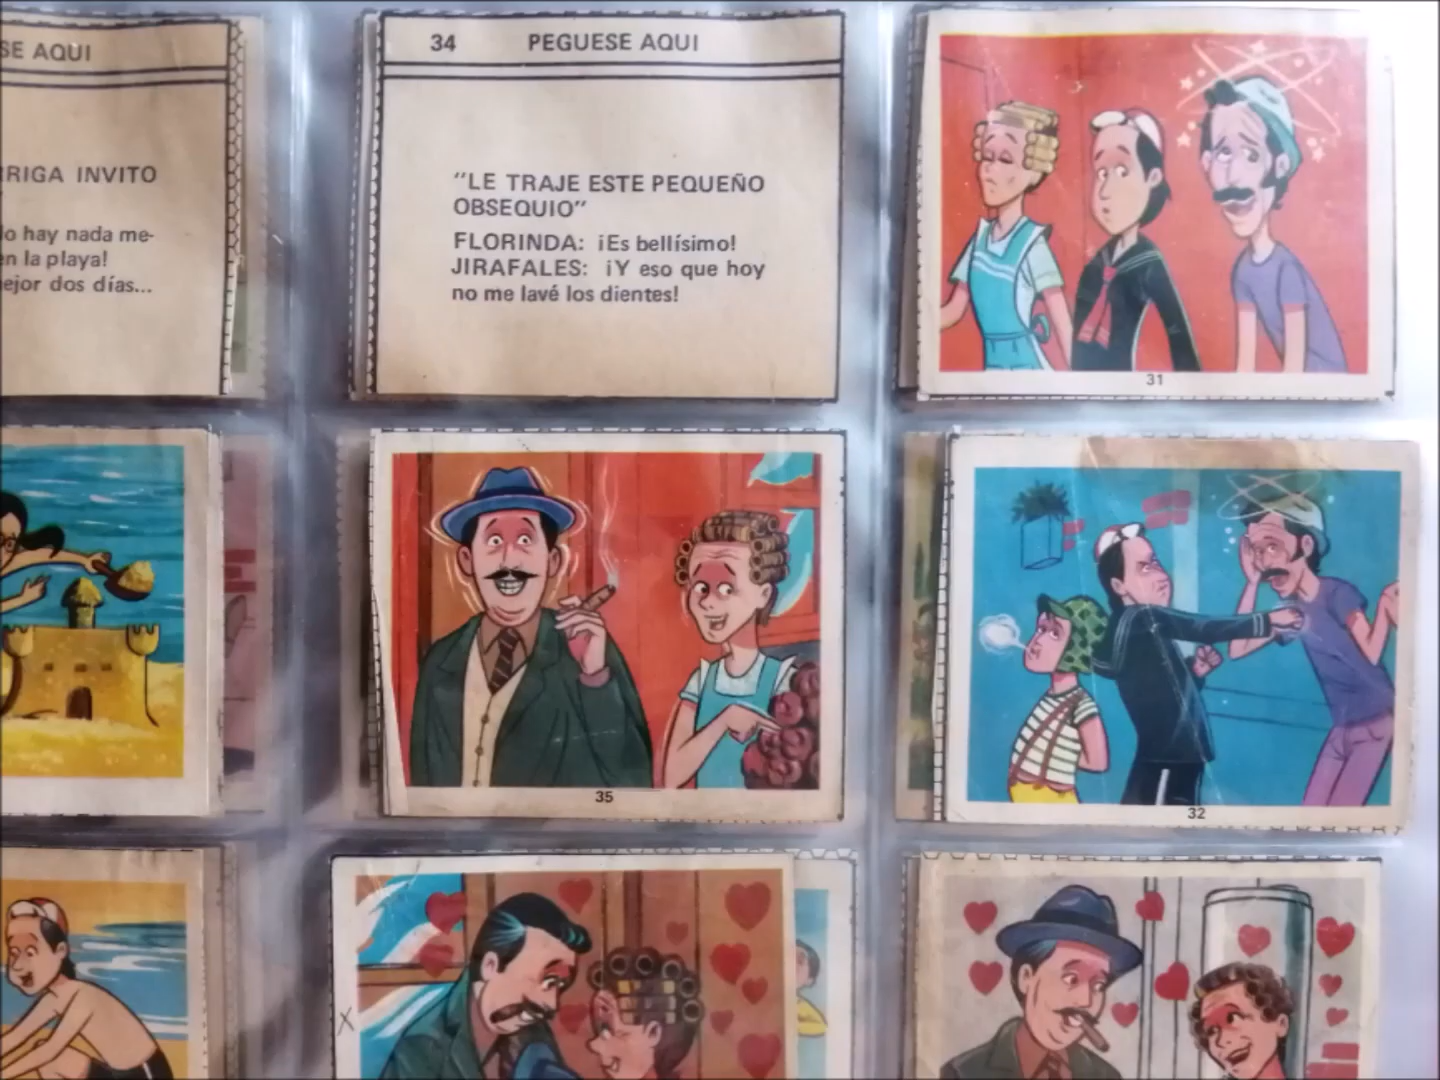 SE AQUI
RIGA INVITO
lo hay nada me-
en la playa!
ejor dos días...
34 PEGUESE AQUI
"LE TRAJE ESTE PEQUEÑO
OBSEQUIO"
FLORINDA: ¡Es bellísimo!
JIRAFALES: ¡Y eso que hoy
no me lavé los dientes!
31
35
32
X